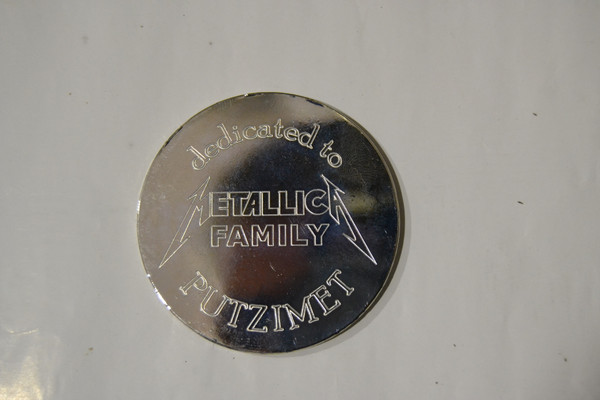 dedicated to
METALLICA
FAMILY
PUTZIMET